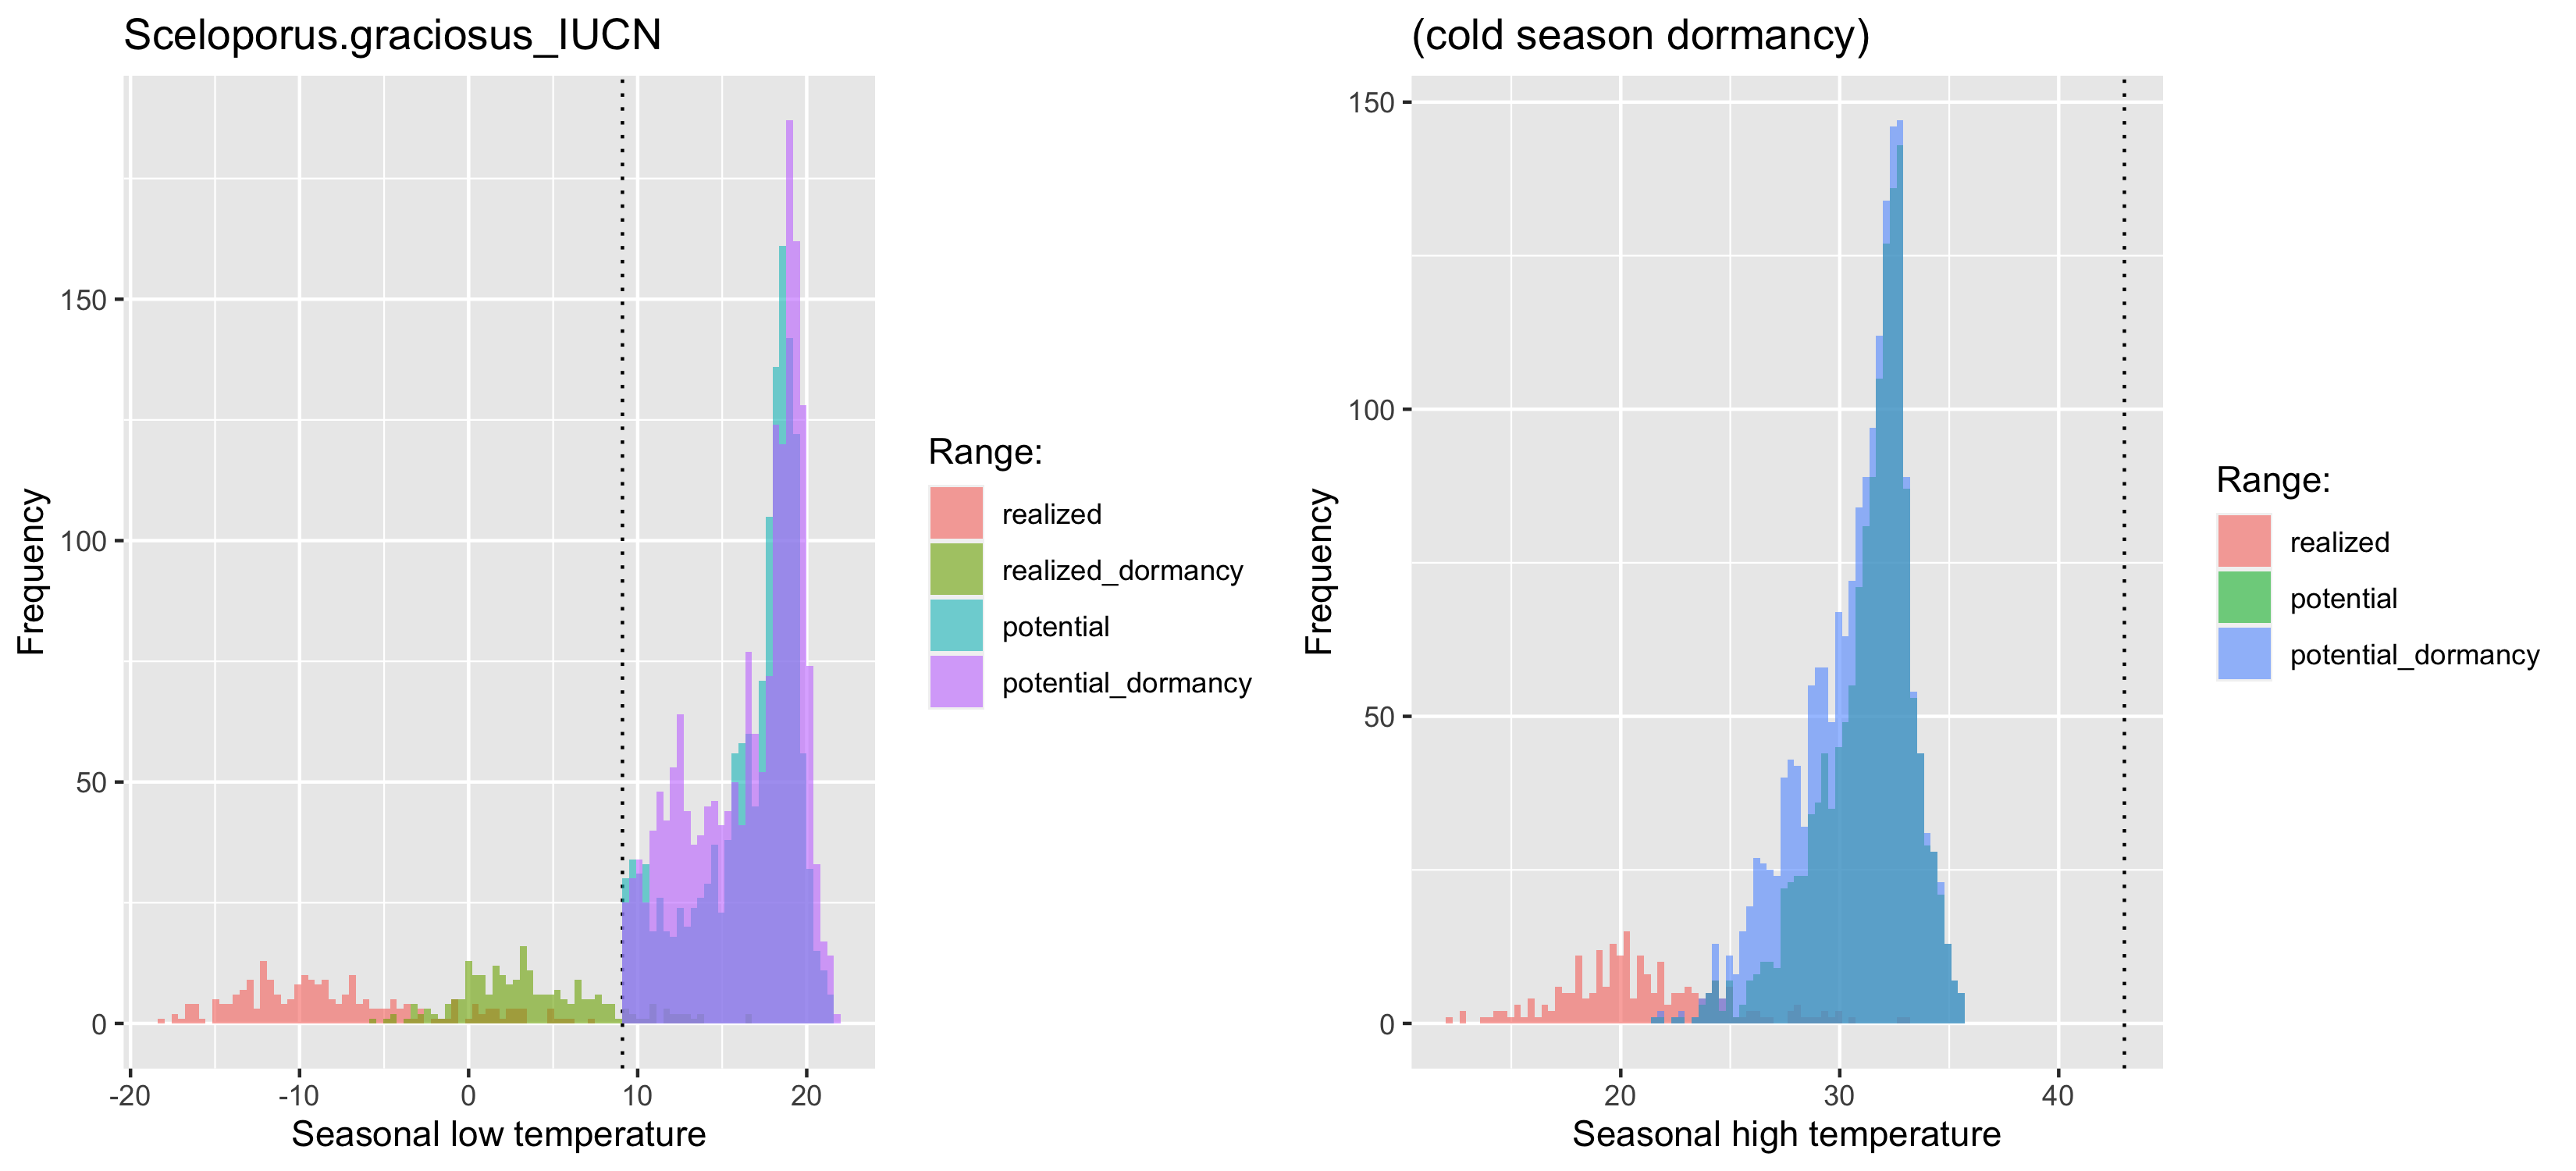 Sceloporus.graciosus_IUCN
Frequency
150
100
50
0
-20
-10
0
10
20
Seasonal low temperature
Range:
realized
realized_dormancy
potential
potential_dormancy
(cold season dormancy)
Frequency
150
100
50
0
20
30
40
Seasonal high temperature
Range:
realized
potential
potential_dormancy